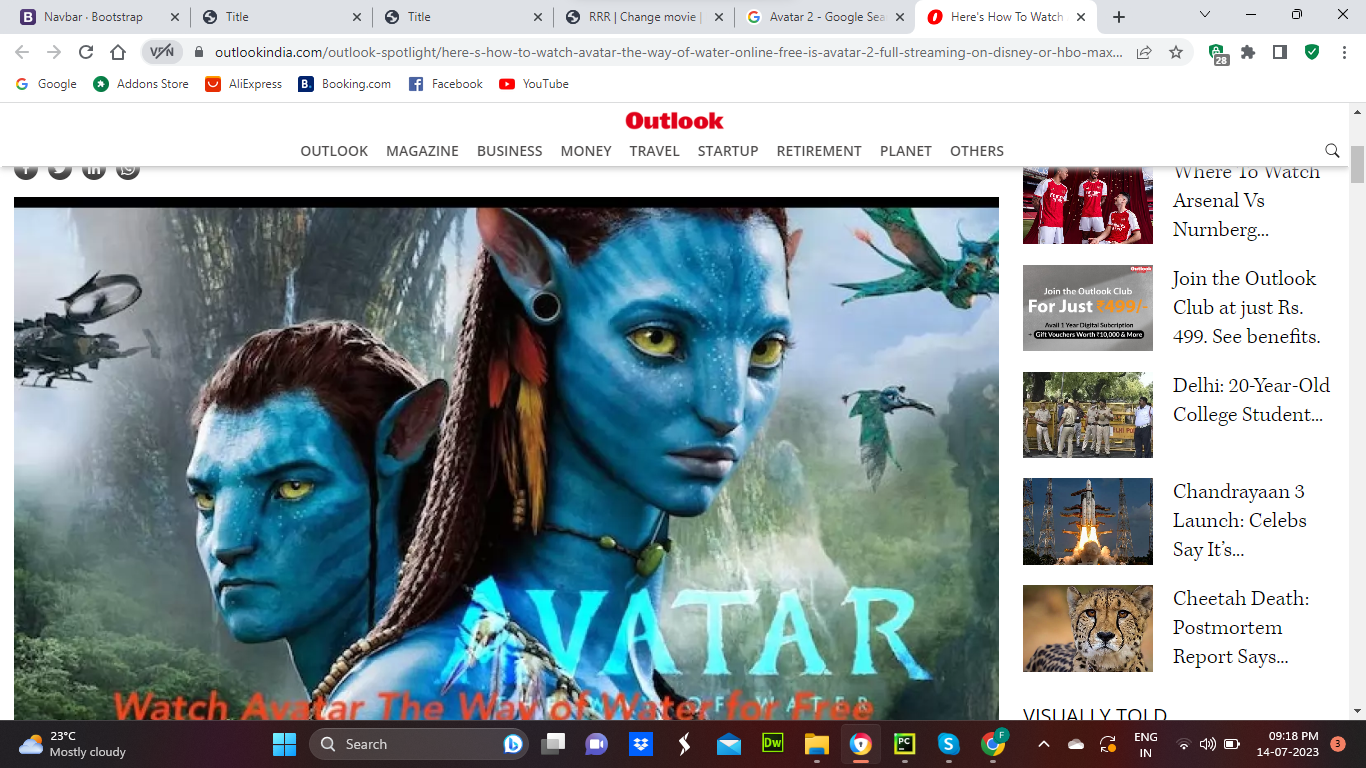 Navbar · Bootstrap
Title
Title
RRR | Change movie |
Avatar 2 - Google Sea
Here's How To Watch
VPN
outlookindia.com/outlook-spotlight/here-s-how-to-watch-avatar-the-way-of-water-online-free-is-avatar-2-full-streaming-on-disney-or-hbo-max...
28
Google
Addons Store
AliExpress
Booking.com
Facebook
YouTube
Outlook
OUTLOOK
MAGAZINE
BUSINESS
MONEY
TRAVEL
STARTUP
RETIREMENT
PLANET
OTHERS
AVATAR
Watch Avatar The Way of Water for Free
Where To Watch
Arsenal Vs
Nurnberg...
Outlook
Join the Outlook Club
For Just ₹499/-
Avail 1 Year Digital Subcription
+ Gift Vouchers Worth ₹10,000 & More
Join the Outlook
Club at just Rs.
499. See benefits.
Delhi: 20-Year-Old
College Student...
Chandrayaan 3
Launch: Celebs
Say It's...
Cheetah Death:
Postmortem
Report Says...
VISUALLY TOLD
23°C
Mostly cloudy
Search
Dw
PC
F
ENG
IN
09:18 PM
14-07-2023
3